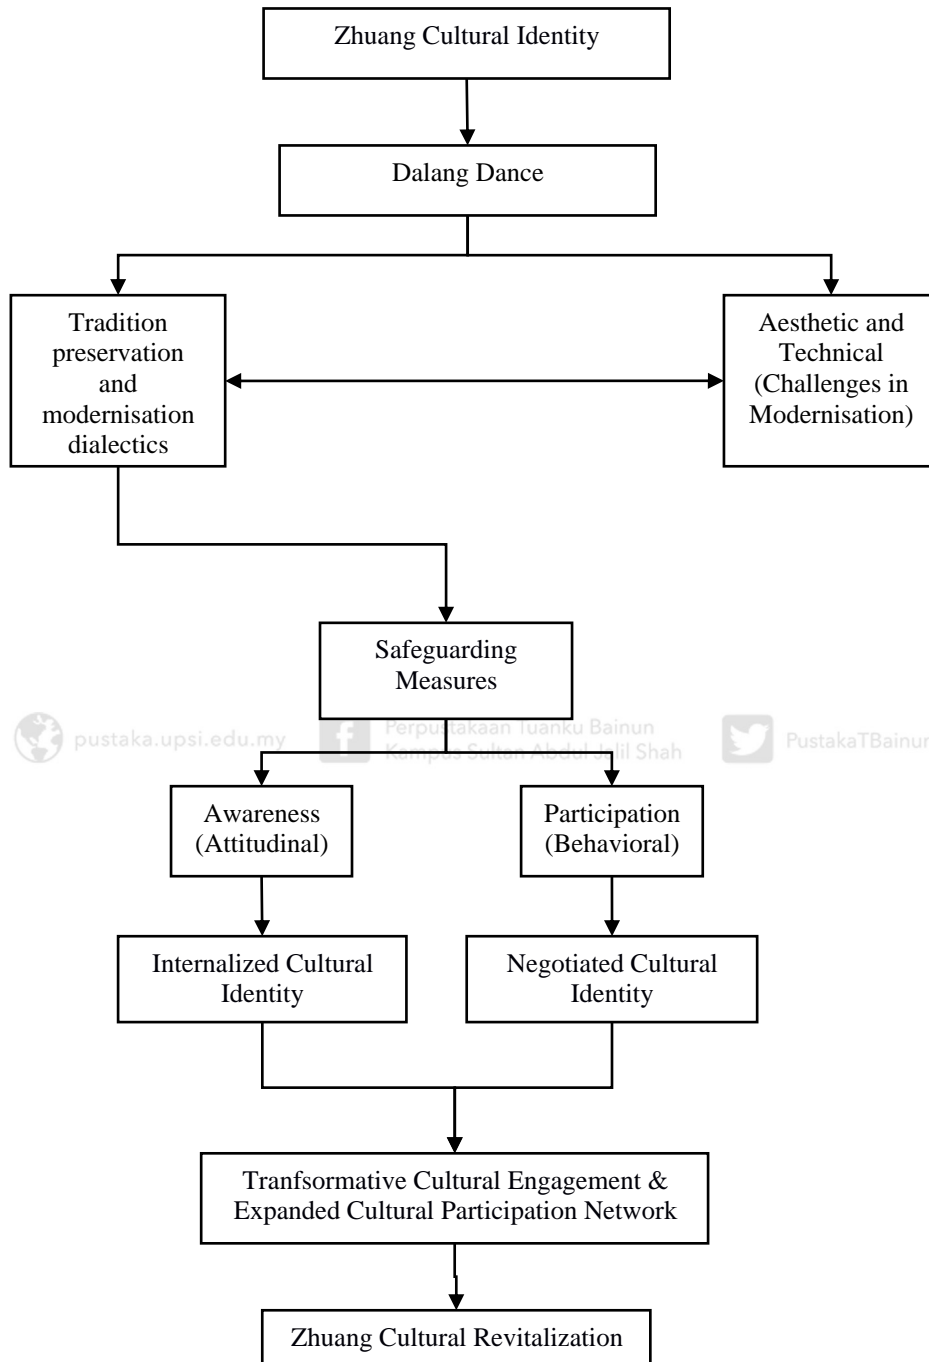 Zhuang Cultural Identity
Dalang Dance
Tradition
preservation
and
modernisation
dialectics
Aesthetic and
Technical
(Challenges in
Modernisation)
Safeguarding
Measures
pustaka.upsi.edu.my
Perpustakaan Tuanku Bainun
Kampus Sultan Abdul Jalil Shah
PustakaTBainun
Awareness
(Attitudinal)
Participation
(Behavioral)
Internalized Cultural
Identity
Negotiated Cultural
Identity
Tranfsormative Cultural Engagement &
Expanded Cultural Participation Network
Zhuang Cultural Revitalization